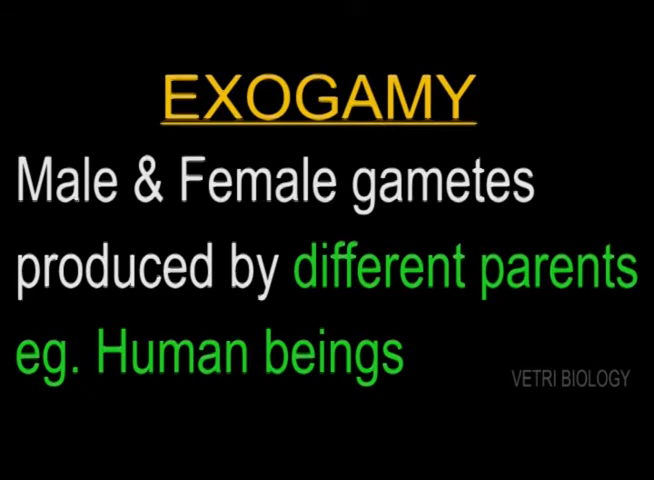 EXOGAMY
Male & Female gametes
produced by different parents
eg. Human beings
VETRI BIOLOGY